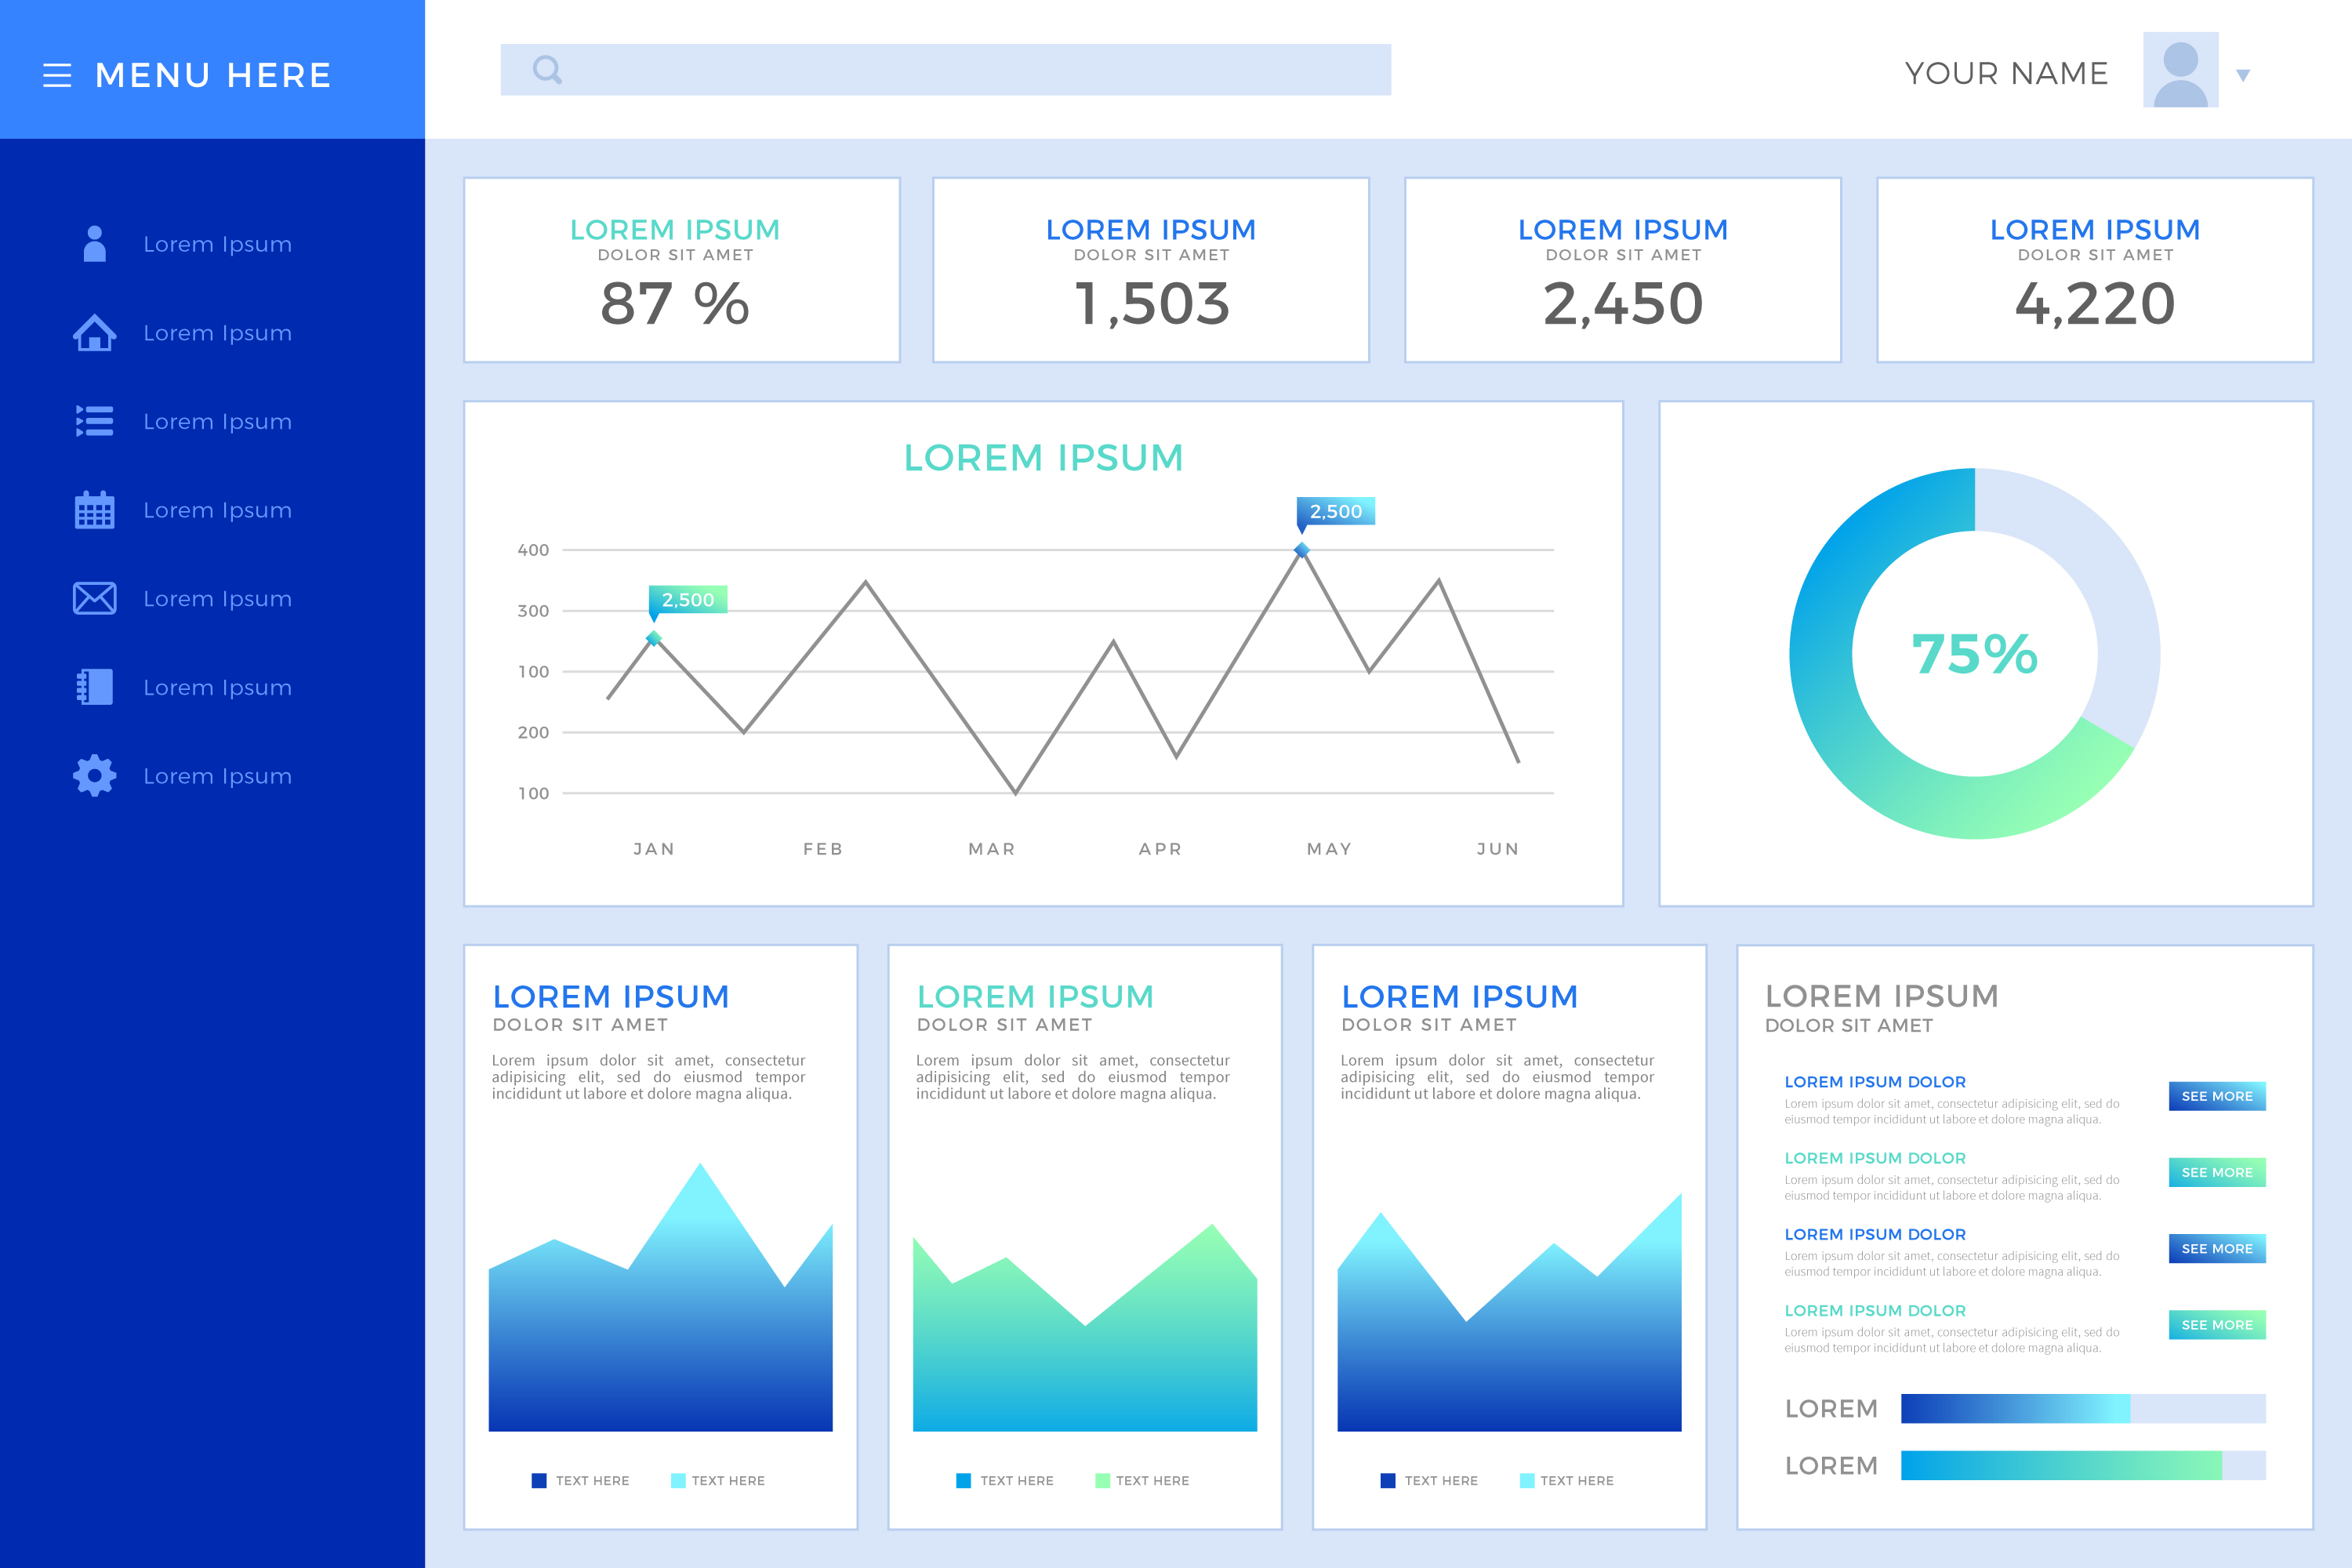 MENU HERE
YOUR NAME
Lorem Ipsum
Lorem Ipsum
Lorem Ipsum
Lorem Ipsum
Lorem Ipsum
Lorem Ipsum
Lorem Ipsum
LOREM IPSUM
DOLOR SIT AMET
87 %
LOREM IPSUM
DOLOR SIT AMET
1,503
LOREM IPSUM
DOLOR SIT AMET
2,450
LOREM IPSUM
DOLOR SIT AMET
4,220
LOREM IPSUM
2,500
2,500
400
300
100
200
100
JAN FEB MAR APR MAY JUN
75%
LOREM IPSUM
DOLOR SIT AMET
Lorem ipsum dolor sit amet, consectetur
adipisicing elit, sed do eiusmod tempor
incididunt ut labore et dolore magna aliqua.
TEXT HERE TEXT HERE
LOREM IPSUM
DOLOR SIT AMET
Lorem ipsum dolor sit amet, consectetur
adipisicing elit, sed do eiusmod tempor
incididunt ut labore et dolore magna aliqua.
TEXT HERE TEXT HERE
LOREM IPSUM
DOLOR SIT AMET
Lorem ipsum dolor sit amet, consectetur
adipisicing elit, sed do eiusmod tempor
incididunt ut labore et dolore magna aliqua.
TEXT HERE TEXT HERE
LOREM IPSUM
DOLOR SIT AMET
LOREM IPSUM DOLOR
Lorem ipsum dolor sit amet, consectetur adipisicing elit, sed do
eiusmod tempor incididunt ut labore et dolore magna aliqua.
SEE MORE
LOREM IPSUM DOLOR
Lorem ipsum dolor sit amet, consectetur adipisicing elit, sed do
eiusmod tempor incididunt ut labore et dolore magna aliqua.
SEE MORE
LOREM IPSUM DOLOR
Lorem ipsum dolor sit amet, consectetur adipisicing elit, sed do
eiusmod tempor incididunt ut labore et dolore magna aliqua.
SEE MORE
LOREM IPSUM DOLOR
Lorem ipsum dolor sit amet, consectetur adipisicing elit, sed do
eiusmod tempor incididunt ut labore et dolore magna aliqua.
SEE MORE
LOREM
LOREM